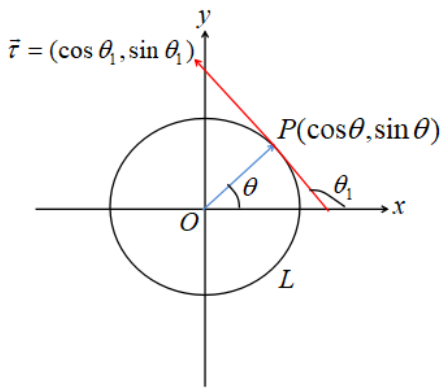 y
τ⃗ = (cos θ₁, sin θ₁)
P(cosθ, sinθ)
θ
θ₁
O
x
L